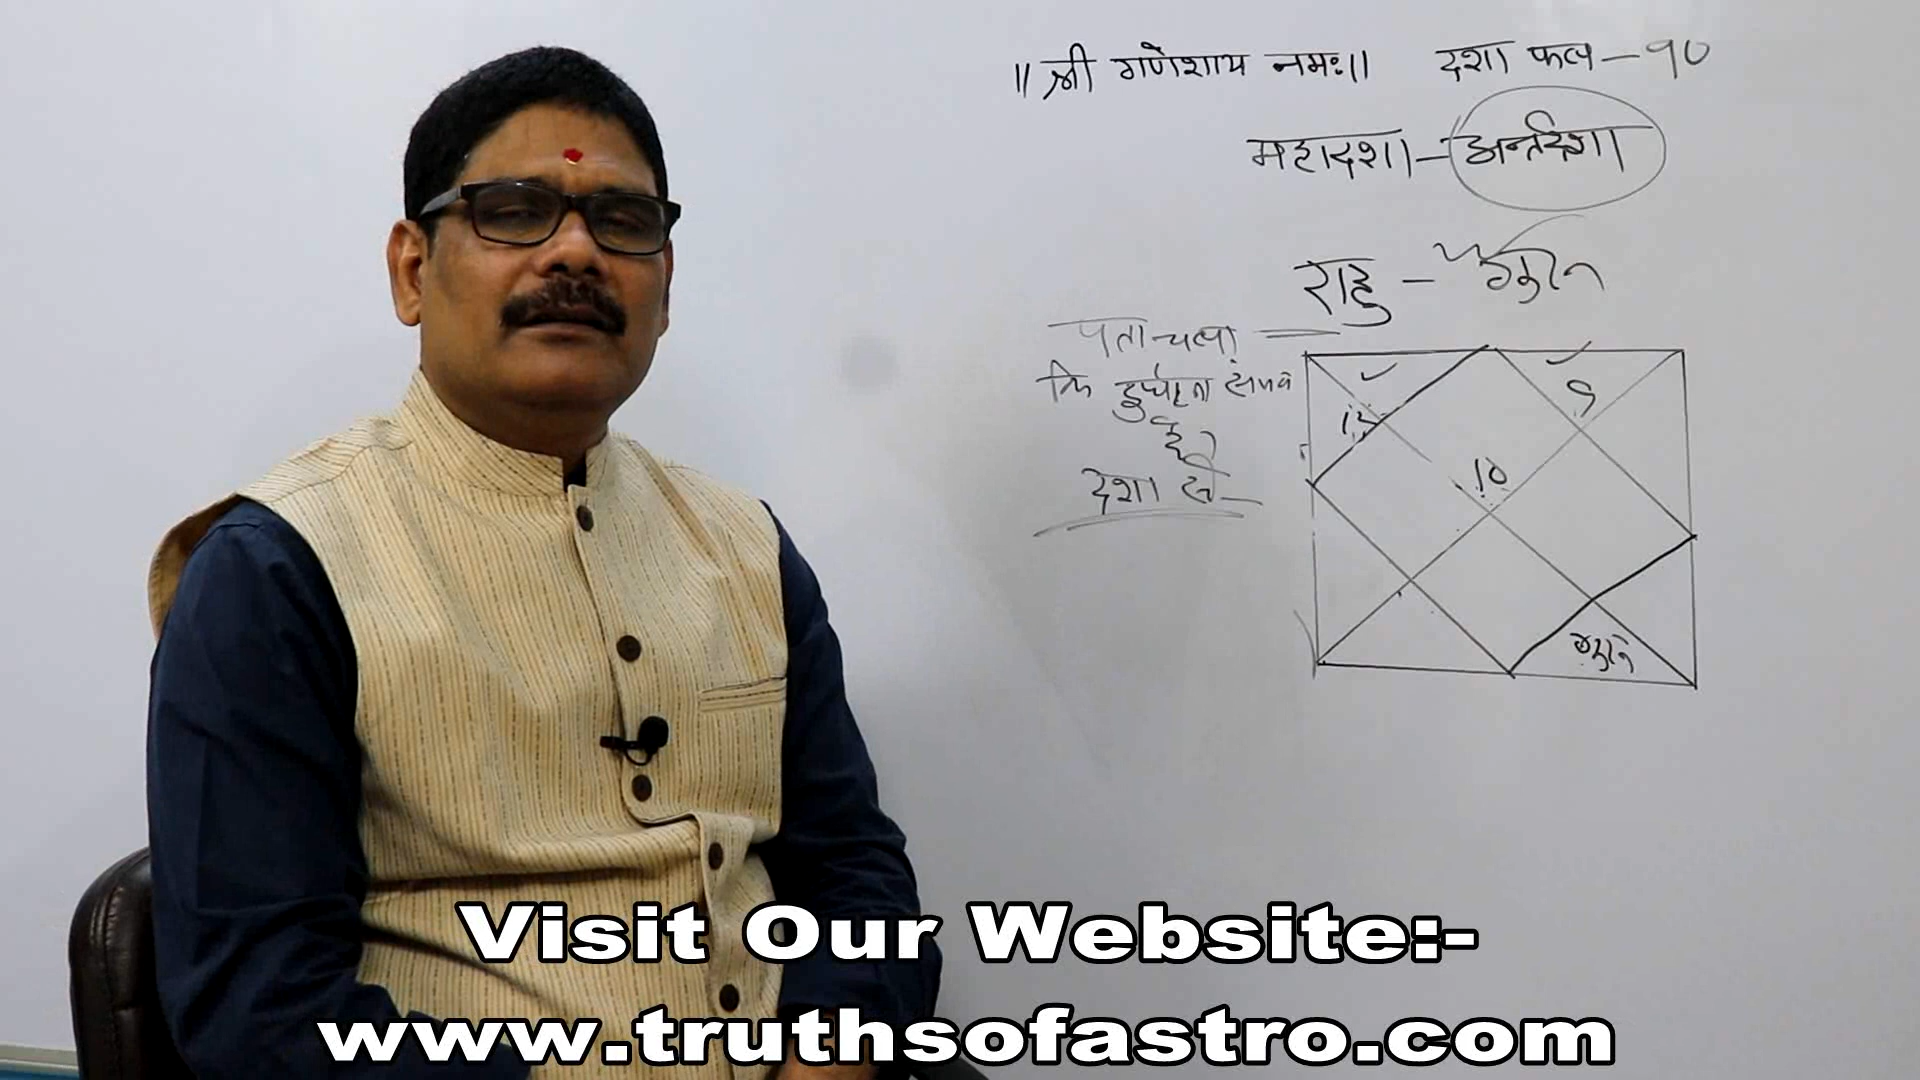 ॥ श्री गणेशाय नमः॥ दशा फल - १०
महादशा - अन्तर्दशा
राहु -
पता चला
कि दुर्घटना संभव
है
दशा से -
9
10
Visit Our Website:-
www.truthsofastro.com